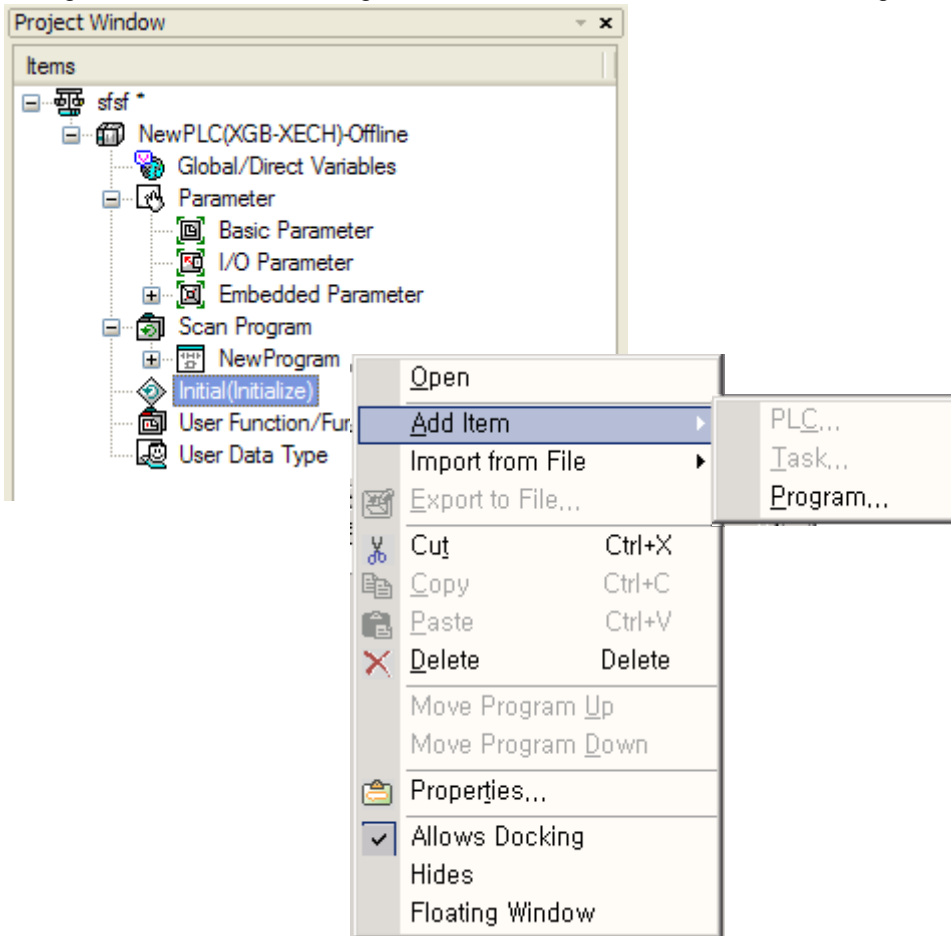 Project Window
Items
sfsf *
NewPLC(XGB-XECH)-Offline
Global/Direct Variables
Parameter
Basic Parameter
I/O Parameter
Embedded Parameter
Scan Program
NewProgram
Initial(Initialize)
User Function/Fur
User Data Type
Open
Add Item
Import from File
Export to File...
Cut Ctrl+X
Copy Ctrl+C
Paste Ctrl+V
Delete Delete
Move Program Up
Move Program Down
Properties...
Allows Docking
Hides
Floating Window
PLC...
Task...
Program...